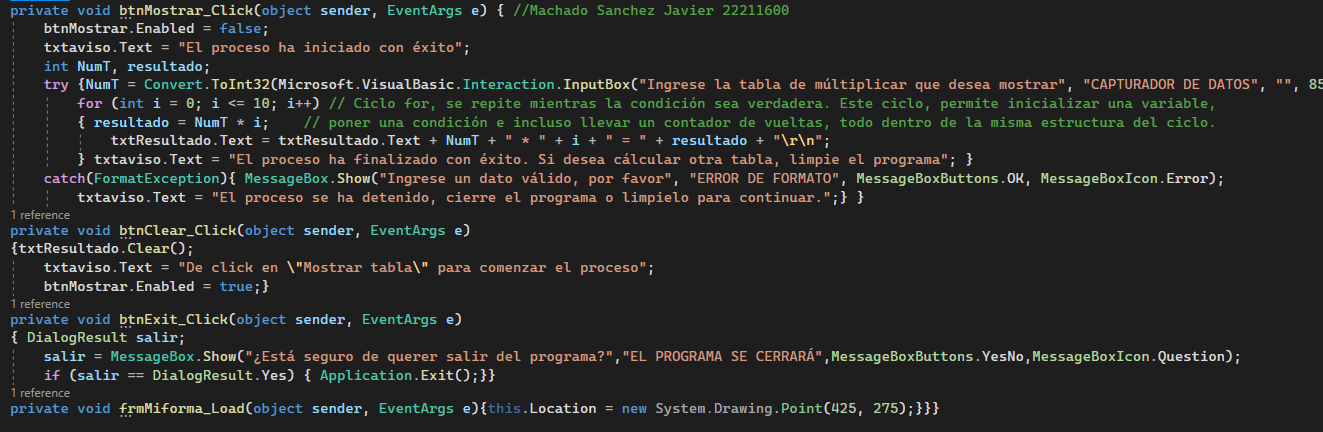 private void btnMostrar_Click(object sender, EventArgs e) { //Machado Sanchez Javier 22211600
btnMostrar.Enabled = false;
txtaviso.Text = "El proceso ha iniciado con éxito";
int NumT, resultado;
try {NumT = Convert.ToInt32(Microsoft.VisualBasic.Interaction.InputBox("Ingrese la tabla de múltiplicar que desea mostrar", "CAPTURADOR DE DATOS", "", 85
for (int i = 0; i <= 10; i++) // Ciclo for, se repite mientras la condición sea verdadera. Este ciclo, permite inicializar una variable,
{ resultado = NumT * i;    // poner una condición e incluso llevar un contador de vueltas, todo dentro de la misma estructura del ciclo.
txtResultado.Text = txtResultado.Text + NumT + " * " + i + " = " + resultado + "\r\n";
} txtaviso.Text = "El proceso ha finalizado con éxito. Si desea cálcular otra tabla, limpie el programa"; }
catch(FormatException){ MessageBox.Show("Ingrese un dato válido, por favor", "ERROR DE FORMATO", MessageBoxButtons.OK, MessageBoxIcon.Error);
txtaviso.Text = "El proceso se ha detenido, cierre el programa o limpielo para continuar.";} }
1 reference
private void btnClear_Click(object sender, EventArgs e)
{txtResultado.Clear();
txtaviso.Text = "De click en \"Mostrar tabla\" para comenzar el proceso";
btnMostrar.Enabled = true;}
1 reference
private void btnExit_Click(object sender, EventArgs e)
{ DialogResult salir;
salir = MessageBox.Show("¿Está seguro de querer salir del programa?","EL PROGRAMA SE CERRARÁ",MessageBoxButtons.YesNo,MessageBoxIcon.Question);
if (salir == DialogResult.Yes) { Application.Exit();}}
1 reference
private void frmMiforma_Load(object sender, EventArgs e){this.Location = new System.Drawing.Point(425, 275);}}}